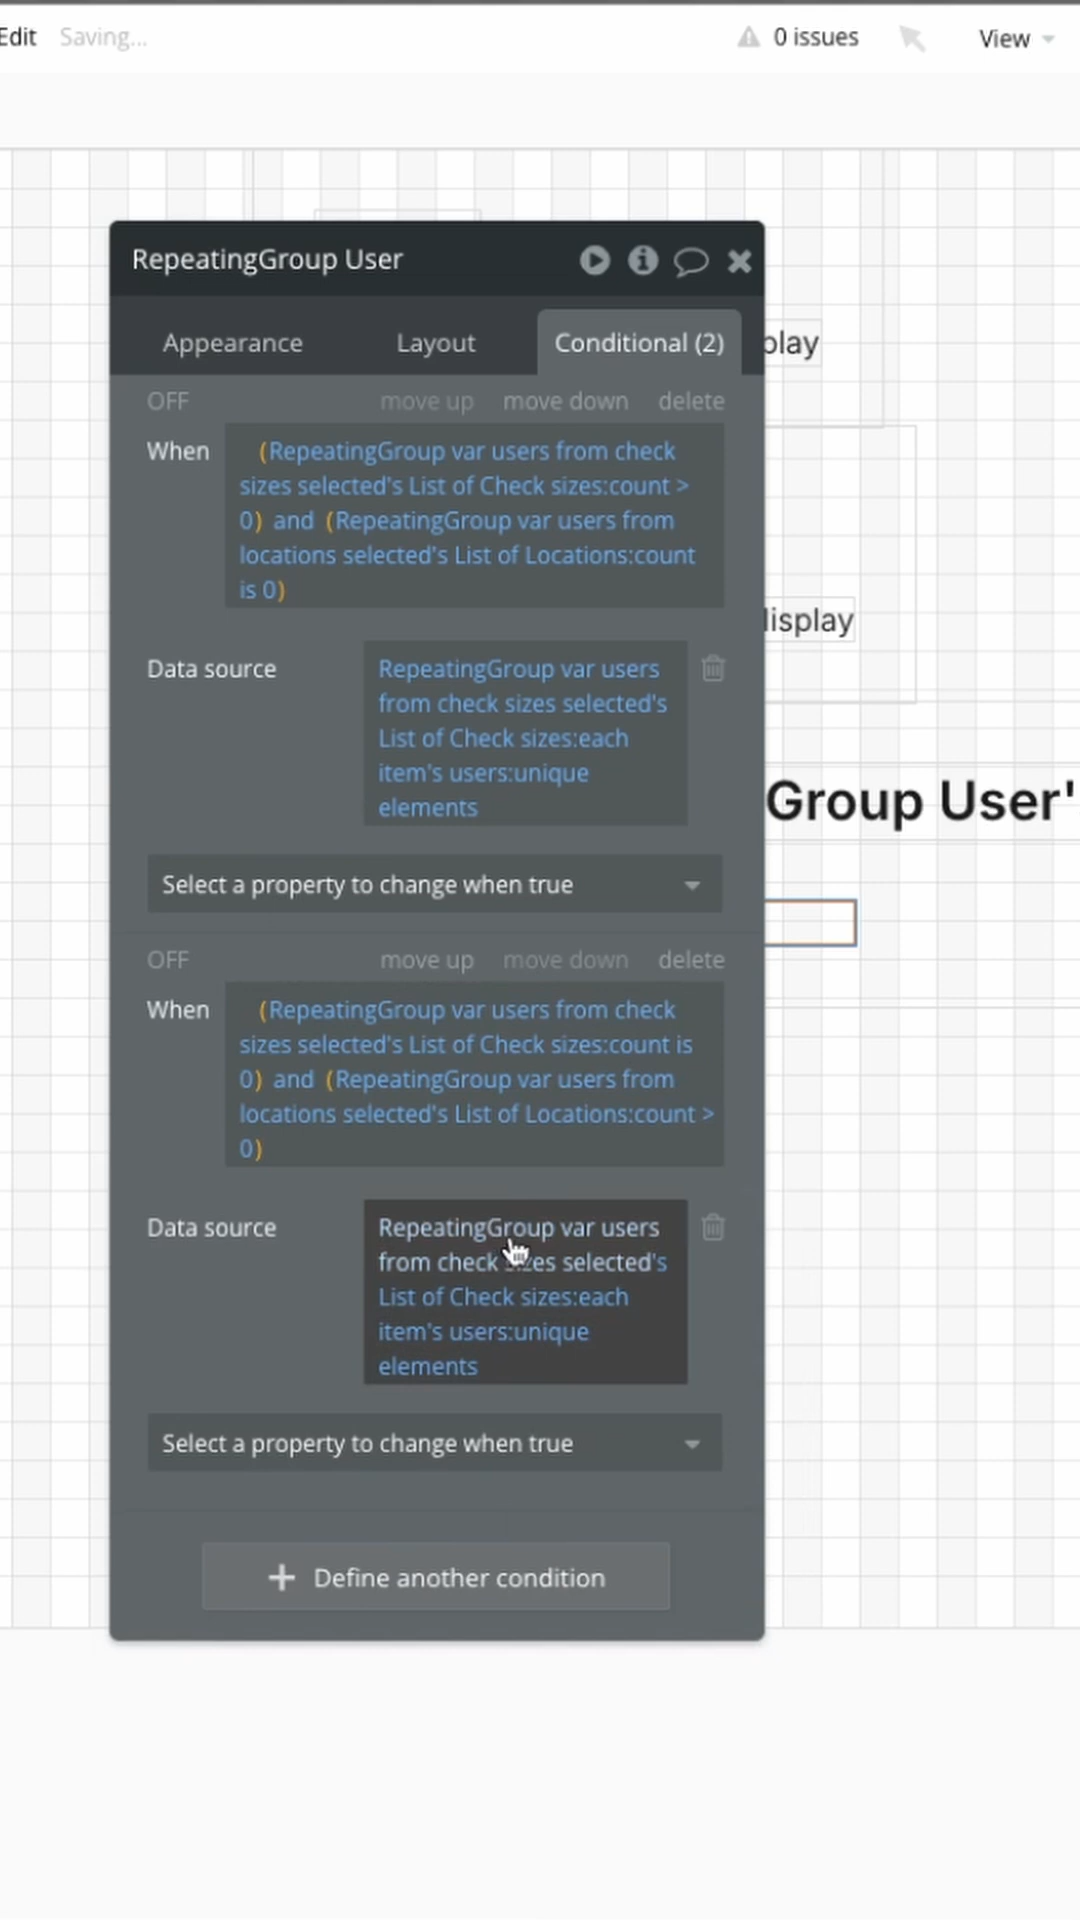 Edit Saving... 0 issues View
RepeatingGroup User
Appearance Layout Conditional (2)
play
OFF move up move down delete
When (RepeatingGroup var users from check
sizes selected's List of Check sizes:count >
0) and (RepeatingGroup var users from
locations selected's List of Locations:count
is 0)
lisplay
Data source RepeatingGroup var users
from check sizes selected's
List of Check sizes:each
item's users:unique
elements
Group User'
Select a property to change when true
OFF move up move down delete
When (RepeatingGroup var users from check
sizes selected's List of Check sizes:count is
0) and (RepeatingGroup var users from
locations selected's List of Locations:count >
0)
Data source RepeatingGroup var users
from check sizes selected's
List of Check sizes:each
item's users:unique
elements
Select a property to change when true
+ Define another condition